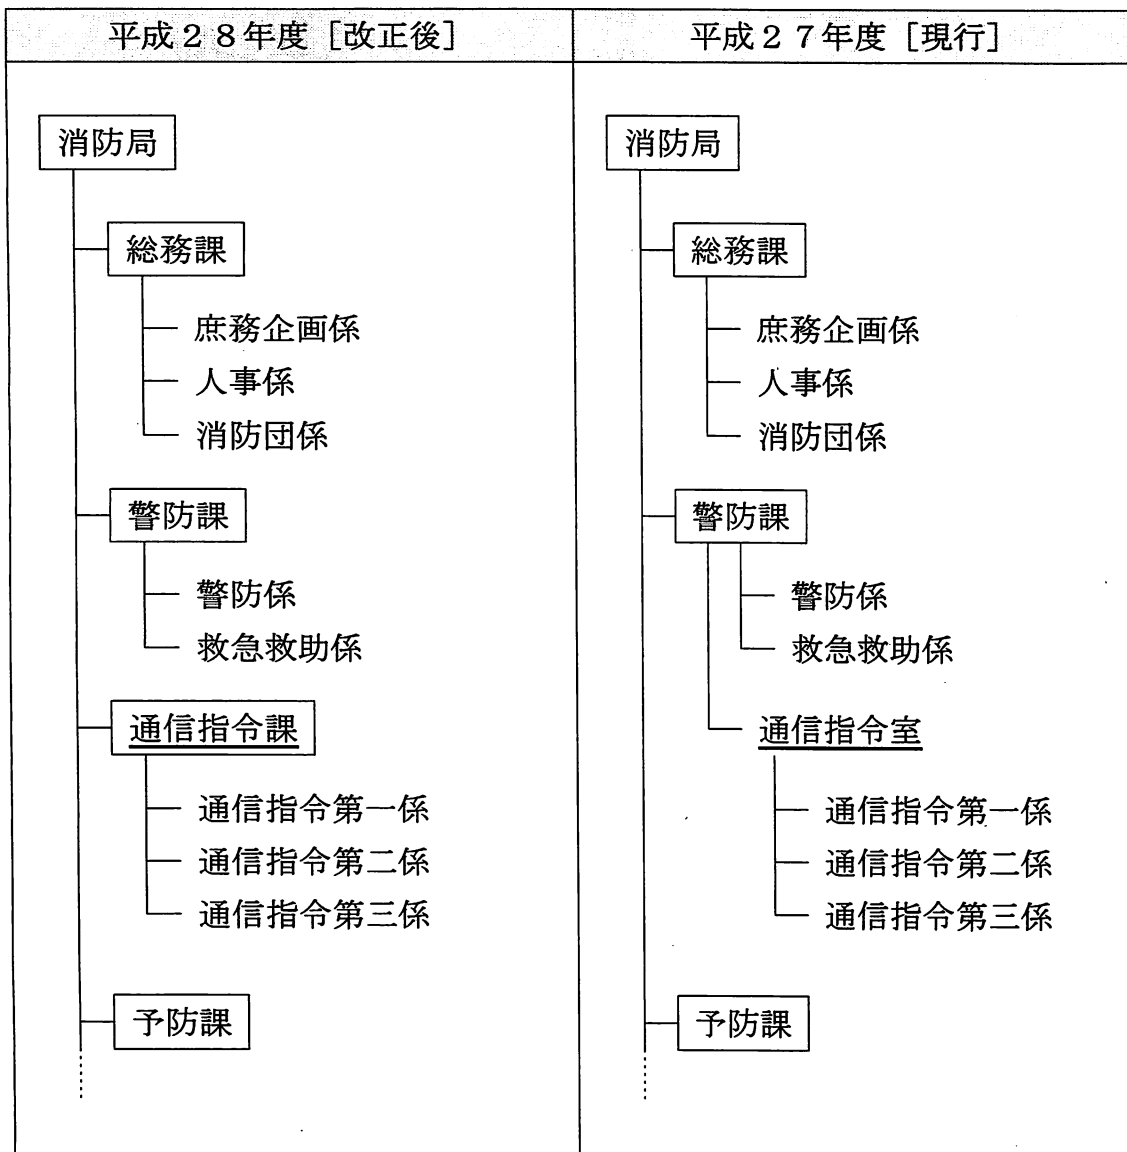 平成２８年度［改正後］
消防局
総務課
庶務企画係
人事係
消防団係
警防課
警防係
救急救助係
通信指令課
通信指令第一係
通信指令第二係
通信指令第三係
予防課
平成２７年度［現行］
消防局
総務課
庶務企画係
人事係
消防団係
警防課
警防係
救急救助係
通信指令室
通信指令第一係
通信指令第二係
通信指令第三係
予防課